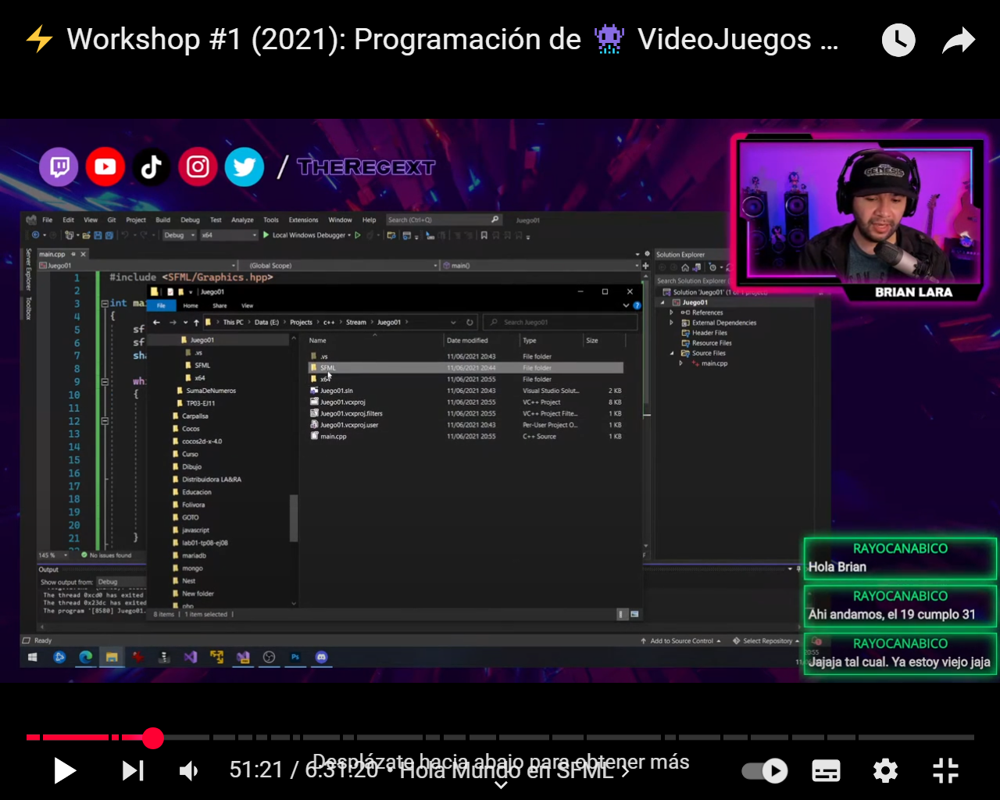 ⚡ Workshop #1 (2021): Programación de 👾 VideoJuegos ...
/ THEREGEXT
GENESIS
BRIAN LARA
File Edit View Git Project Build Debug Test Analyze Tools Extensions Window Help Search (Ctrl+Q) Juego01
Debug x64 Local Windows Debugger
Server Explorer
Toolbox
main.cpp
Juego01 (Global Scope) main()
1 #include <SFML/Graphics.hpp>
2
3 int mai
4 {
5 sf
6 sf
7 sha
8
9 whi
10 {
11
12
13
14
15
16
17
18
19
20
21 }
145 % No issues found
Juego01
File Home Share View
This PC > Data (E:) > Projects > c++ > Stream > Juego01 >
Search Juego01
Juego01
.vs
SFML
x64
SumaDeNumeros
TP03-EJ11
Carpallsa
Cocos
cocos2d-x-4.0
Curso
Dibujo
Distribuidora LA&RA
Educacion
Folivora
GOTO
javascript
lab01-tp08-ej08
mariadb
mongo
Nest
New folder
php
Name Date modified Type Size
.vs 11/06/2021 20:43 File folder
SFML 11/06/2021 20:44 File folder
x64 11/06/2021 20:55 File folder
Juego01.sln 11/06/2021 20:43 Visual Studio Solut... 2 KB
Juego01.vcxproj 11/06/2021 20:55 VC++ Project 8 KB
Juego01.vcxproj.filters 11/06/2021 20:55 VC++ Project Filte... 1 KB
Juego01.vcxproj.user 11/06/2021 20:43 Per-User Project O... 1 KB
main.cpp 11/06/2021 20:55 C++ Source 1 KB
8 items 1 item selected
Solution Explorer
Search Solution Explorer
Solution 'Juego01' (1 of 1 project)
Juego01
References
External Dependencies
Header Files
Resource Files
Source Files
main.cpp
Output
Show output from: Debug
The thread 0xcd0 has exited
The thread 0x23dc has exited
The program '[8580] Juego01.
Ready
Add to Source Control
Select Repository
Ps
20:55
RAYOCANABICO
Hola Brian
RAYOCANABICO
Ahi andamos, el 19 cumplo 31
RAYOCANABICO
Jajaja tal cual. Ya estoy viejo jaja
Desplázate hacia abajo para obtener más
51:21 / 6:31:20 • Hola Mundo en SFML >